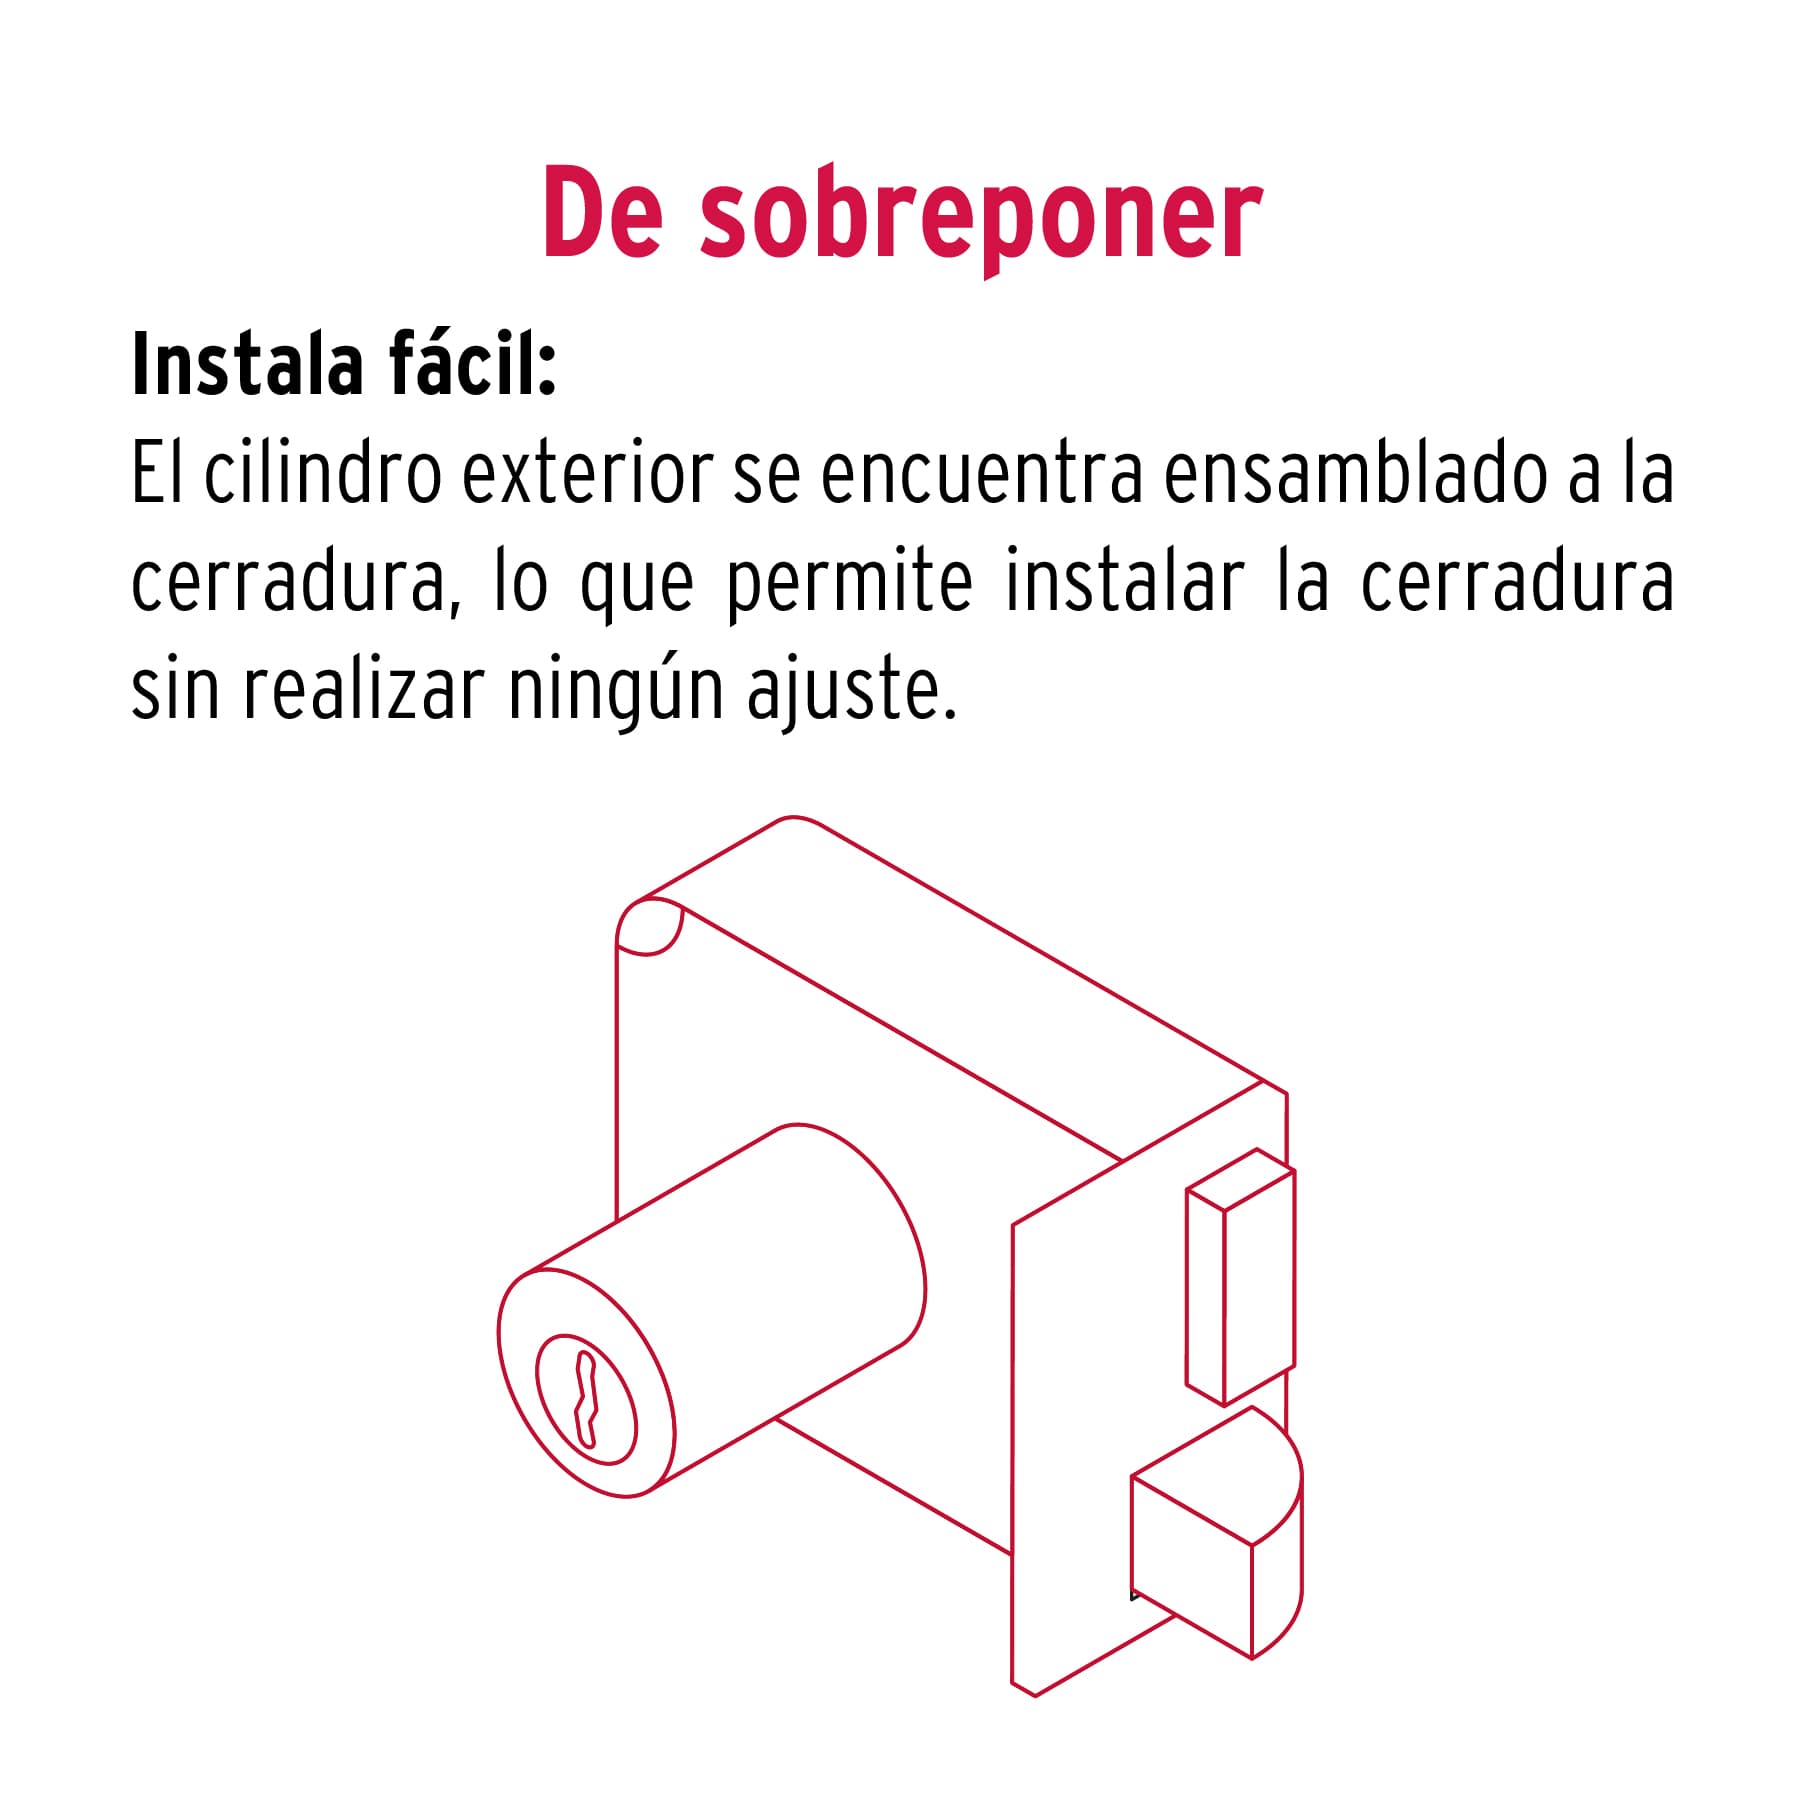 De sobreponer
Instala fácil:
El cilindro exterior se encuentra ensamblado a la
cerradura, lo que permite instalar la cerradura
sin realizar ningún ajuste.